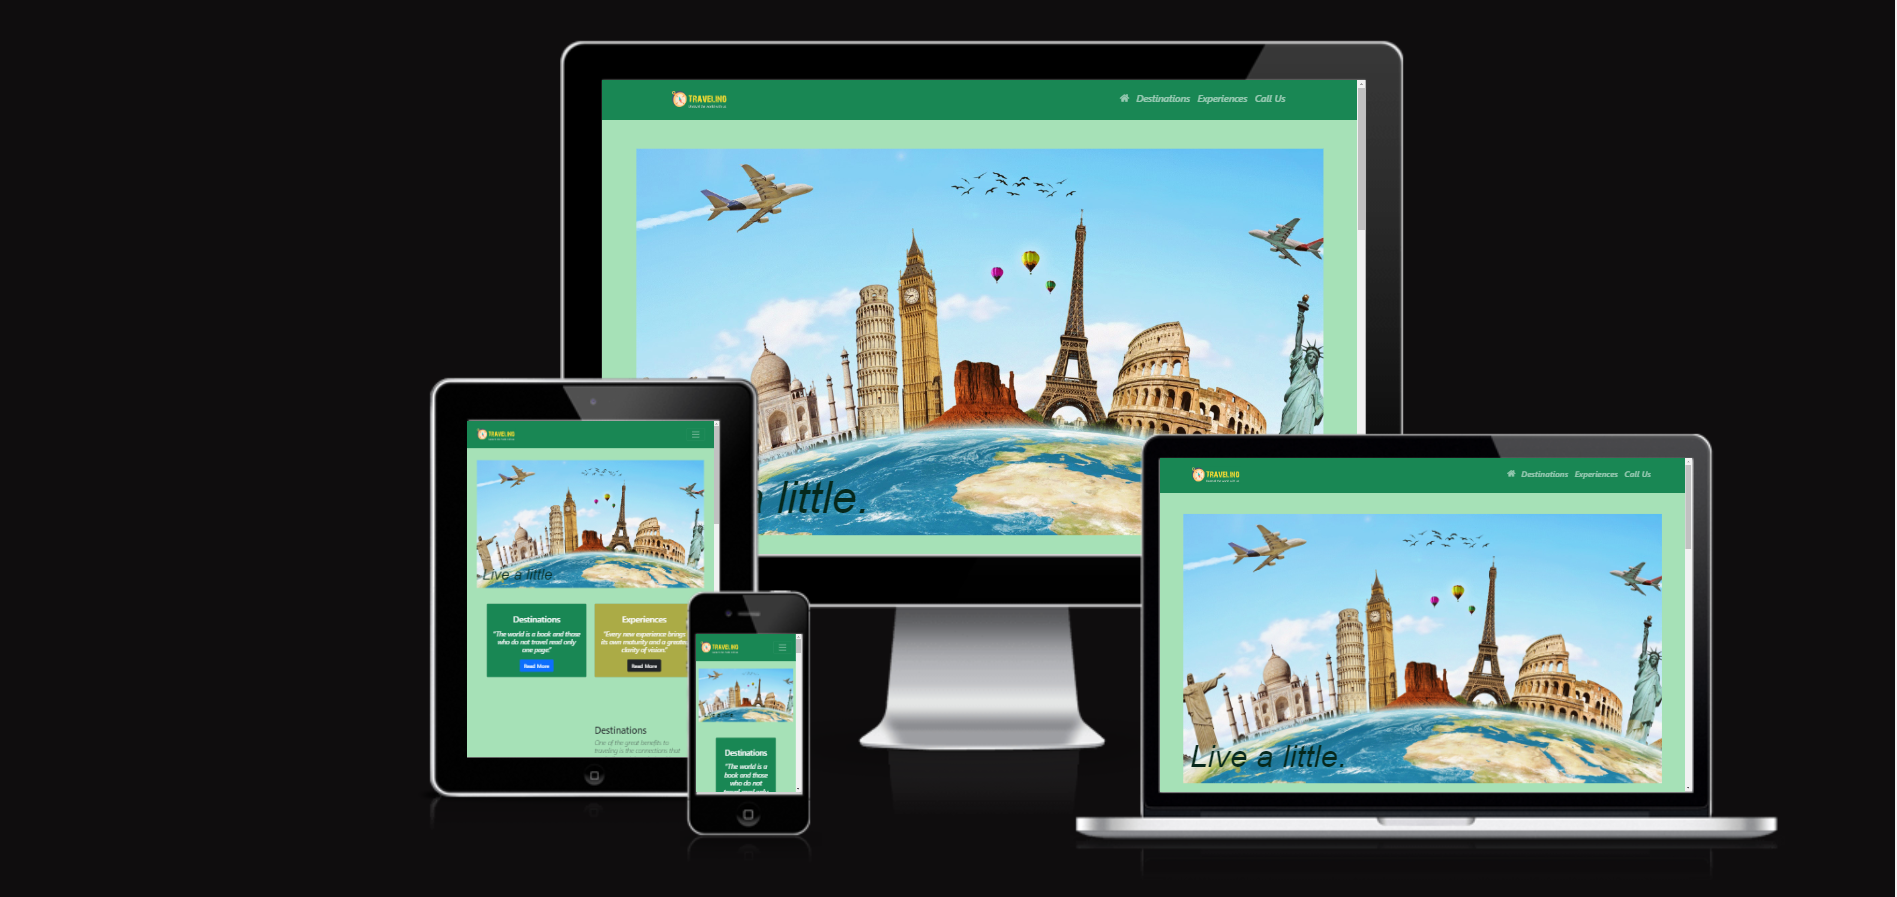 TRAVELING
Destinations Experiences Call Us
a little.
TRAVELING
Live a little.
Destinations
"The world is a book and those
who do not travel read only
one page."
Read More
Experiences
"Every new experience brings
its own maturity and a greater
clarity of vision."
Read More
Destinations
One of the great benefits to
traveling is the connections that
TRAVELING
Destinations
"The world is a
book and those
who do not
travel read only
TRAVELING
Destinations Experiences Call Us
Live a little.